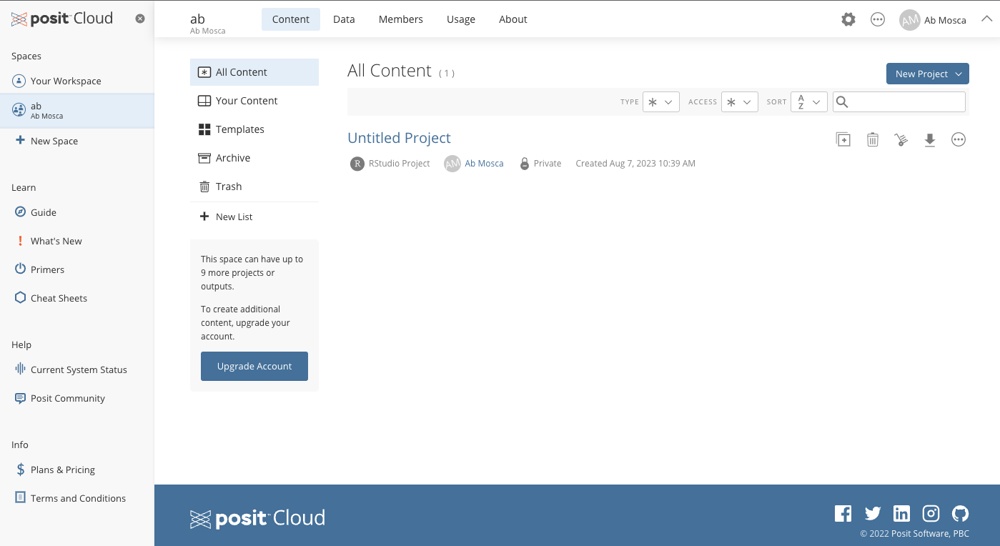 posit™ Cloud
Spaces
Your Workspace
ab
Ab Mosca
New Space
Learn
Guide
What's New
Primers
Cheat Sheets
Help
Current System Status
Posit Community
Info
Plans & Pricing
Terms and Conditions
ab
Ab Mosca
Content Data Members Usage About
AM Ab Mosca
All Content
Your Content
Templates
Archive
Trash
New List
This space can have up to
9 more projects or
outputs.
To create additional
content, upgrade your
account.
Upgrade Account
All Content ( 1 )
New Project
TYPE * ACCESS * SORT A Z
Untitled Project
R RStudio Project AM Ab Mosca Private Created Aug 7, 2023 10:39 AM
posit™ Cloud
© 2022 Posit Software, PBC